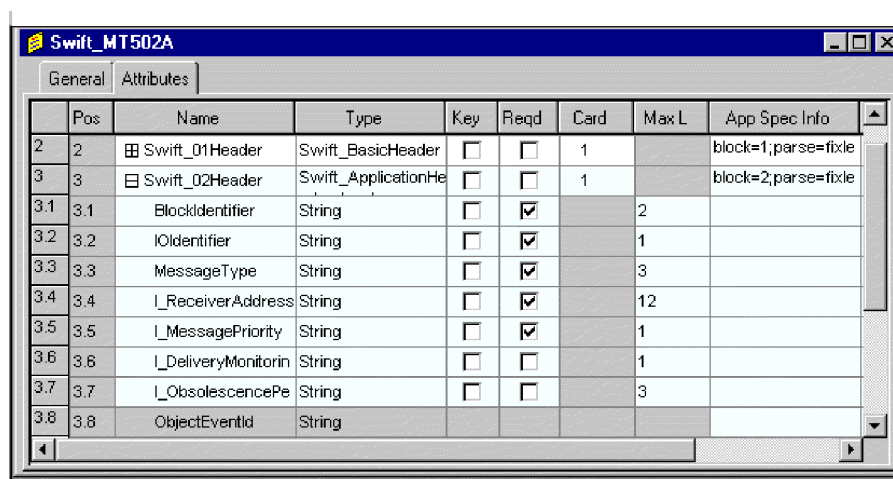 Swift_MT502A
General Attributes
Pos Name Type Key Reqd Card Max L App Spec Info
2 2 Swift_01Header Swift_BasicHeader 1 block=1;parse=fixle
3 3 Swift_02Header Swift_ApplicationHe 1 block=2;parse=fixle
3.1 3.1 BlockIdentifier String 2
3.2 3.2 IOIdentifier String 1
3.3 3.3 MessageType String 3
3.4 3.4 I_ReceiverAddress String 12
3.5 3.5 I_MessagePriority String 1
3.6 3.6 I_DeliveryMonitorin String 1
3.7 3.7 I_ObsolescencePe String 3
3.8 3.8 ObjectEventId String